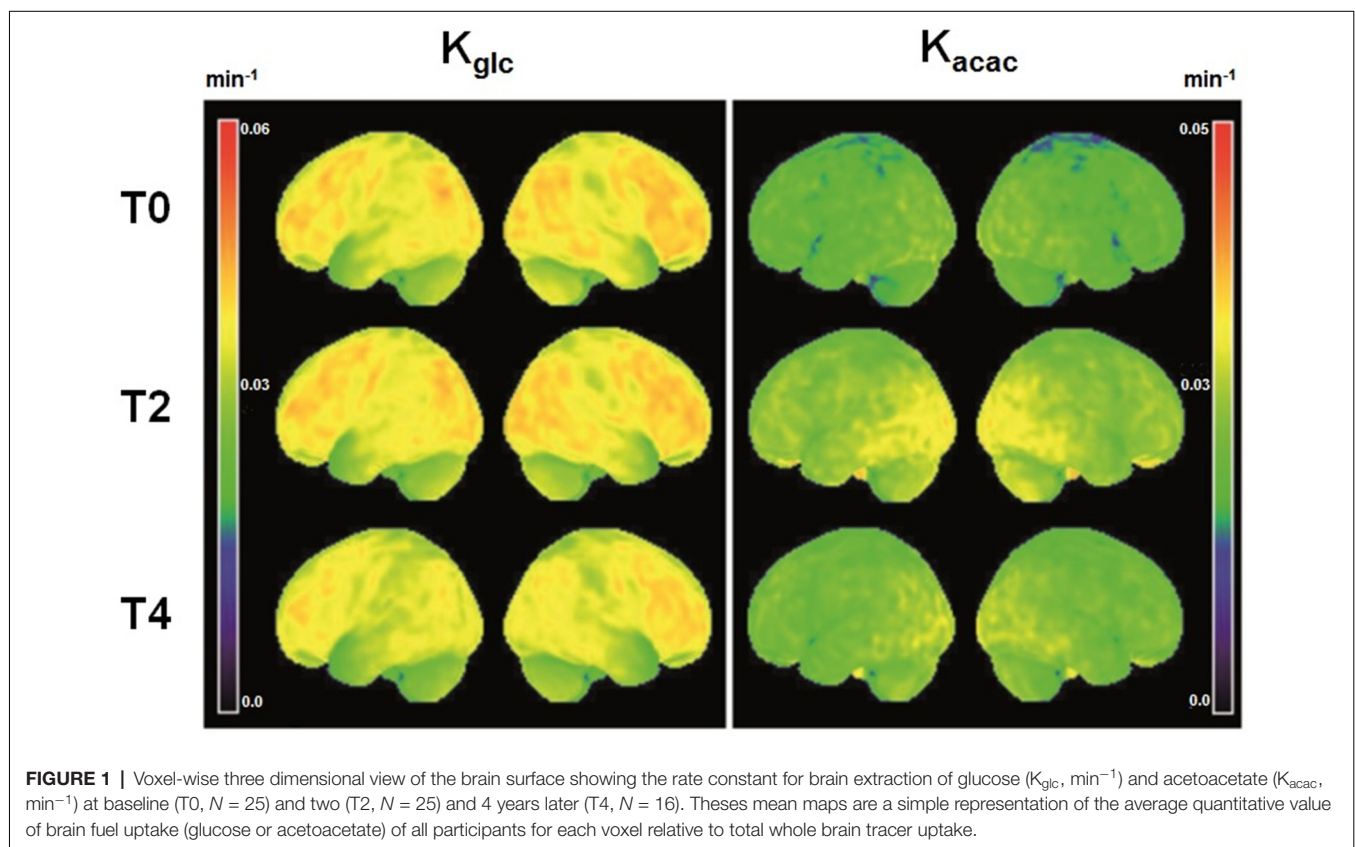 K_glc K_acac
min⁻¹ min⁻¹
0.06 0.05
T0
0.03 0.03
T2
T4
0.0 0.0
FIGURE 1 | Voxel-wise three dimensional view of the brain surface showing the rate constant for brain extraction of glucose (K_glc, min⁻¹) and acetoacetate (K_acac,
min⁻¹) at baseline (T0, N = 25) and two (T2, N = 25) and 4 years later (T4, N = 16). Theses mean maps are a simple representation of the average quantitative value
of brain fuel uptake (glucose or acetoacetate) of all participants for each voxel relative to total whole brain tracer uptake.